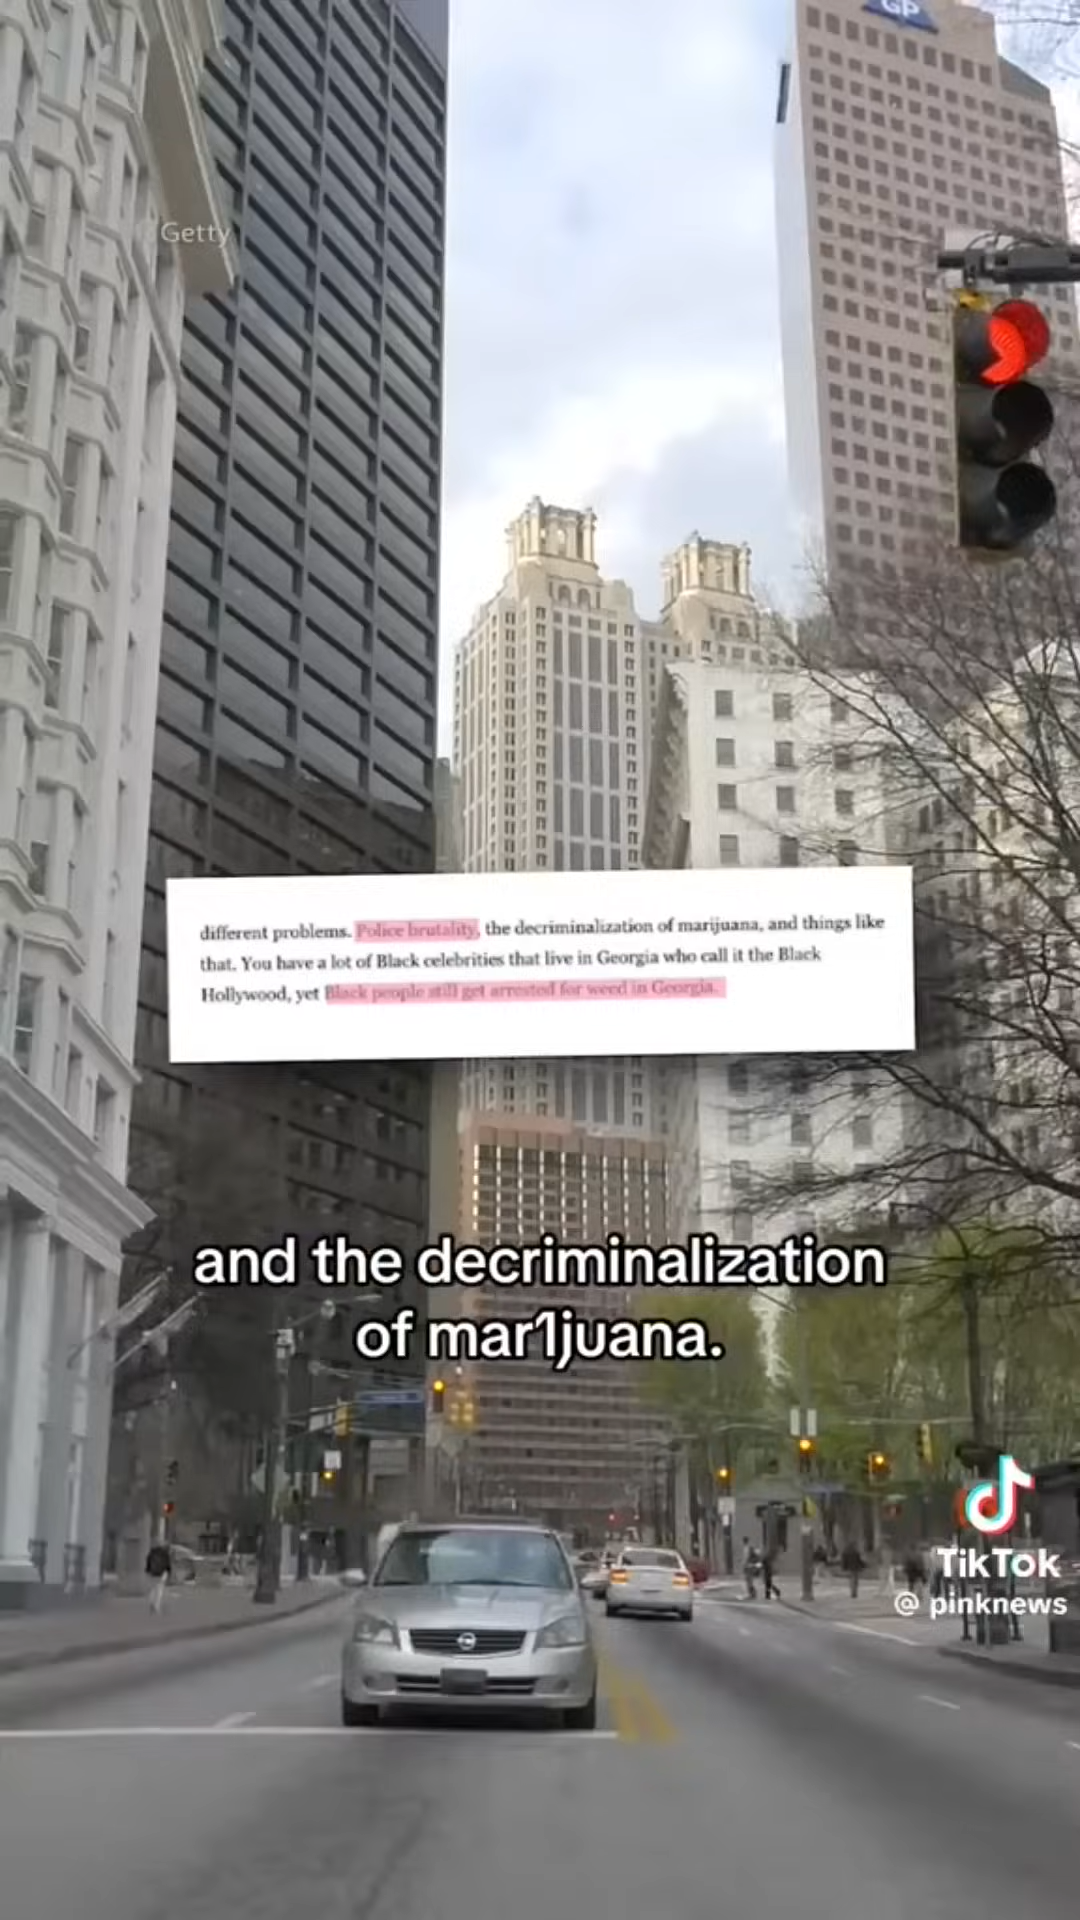 GP
Getty
different problems. Police brutality, the decriminalization of marijuana, and things like
that. You have a lot of Black celebrities that live in Georgia who call it the Black
Hollywood, yet Black people still get arrested for weed in Georgia.
and the decriminalization
of mar1juana.
TikTok
@ pinknews